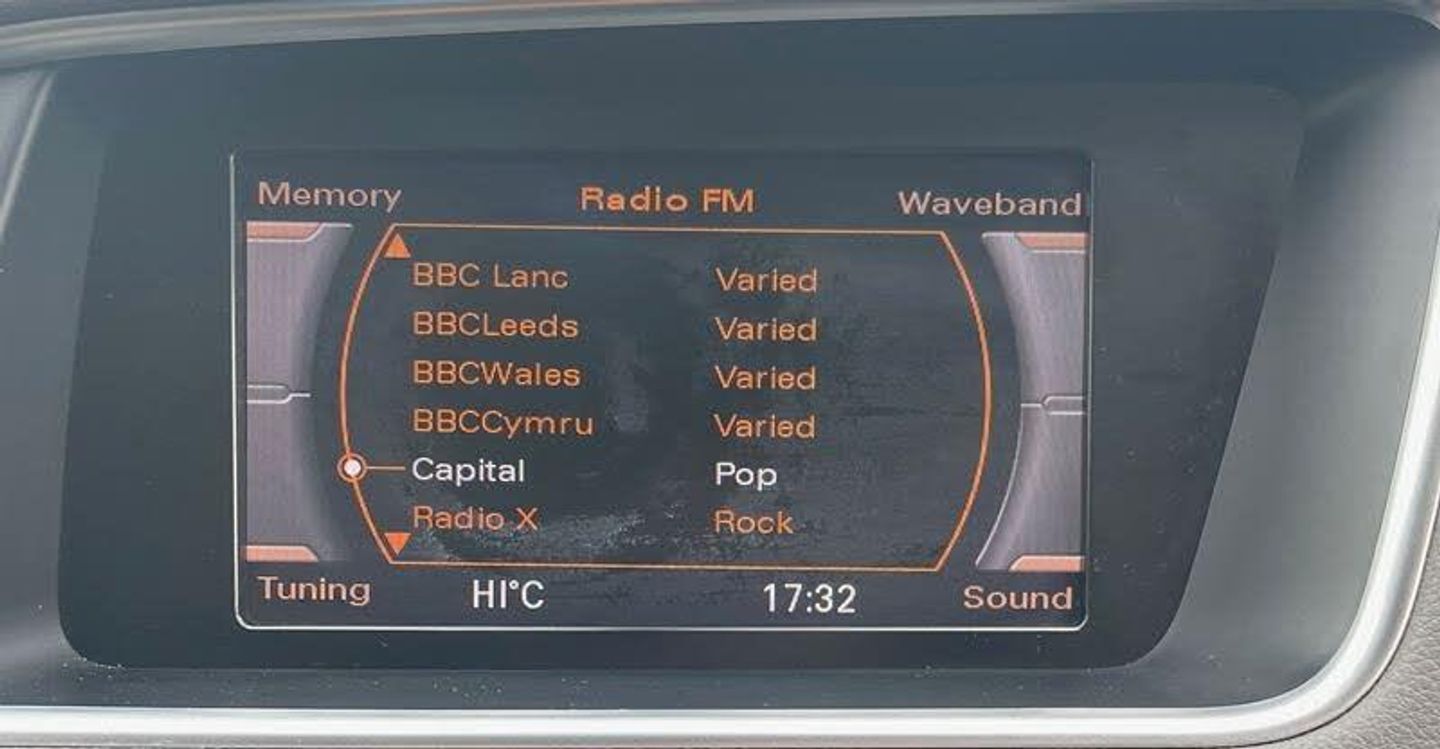 Memory Radio FM Waveband
BBC Lanc Varied
BBCLeeds Varied
BBCWales Varied
BBCCymru Varied
Capital Pop
Radio X Rock
Tuning HI°C 17:32 Sound